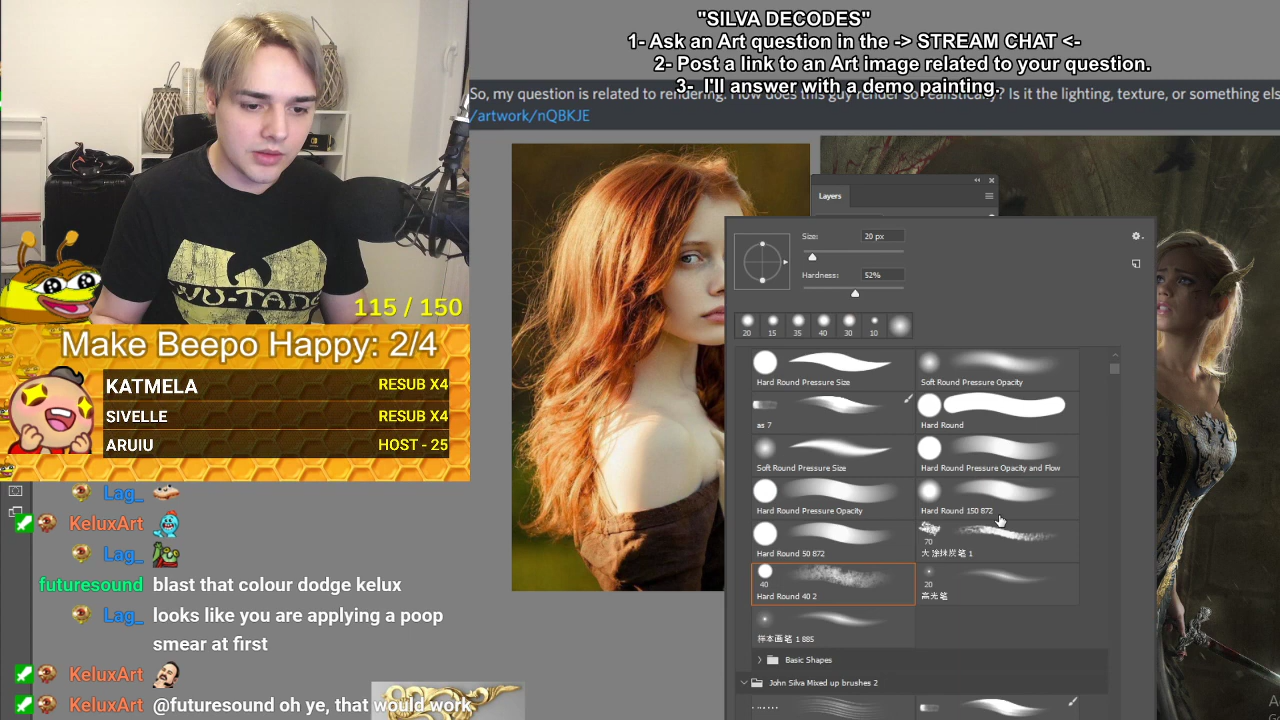 "SILVA DECODES"
1- Ask an Art question in the -> STREAM CHAT <-
2- Post a link to an Art image related to your question.
3- I'll answer with a demo painting.
So, my question is related to rendering. How does this guy render so realistically? Is it the lighting, texture, or something els
/artwork/nQBKJE
WU-TANG
115 / 150
Make Beepo Happy: 2/4
KATMELA RESUB X4
SIVELLE RESUB X4
ARUIU HOST - 25
Lag_
KeluxArt
Lag_
futuresound blast that colour dodge kelux
Lag_ looks like you are applying a poop
smear at first
KeluxArt
KeluxArt @futuresound oh ye, that would work
Layers
Size: 20 px
Hardness: 52%
20 15 35 40 30 10
Hard Round Pressure Size
Soft Round Pressure Opacity
as 7
Hard Round
Soft Round Pressure Size
Hard Round Pressure Opacity and Flow
Hard Round Pressure Opacity
Hard Round 150 872
Hard Round 50 872
70
大 涂抹炭笔 1
40
Hard Round 40 2
20
高光笔
样本画笔 1 885
Basic Shapes
John Silva Mixed up brushes 2